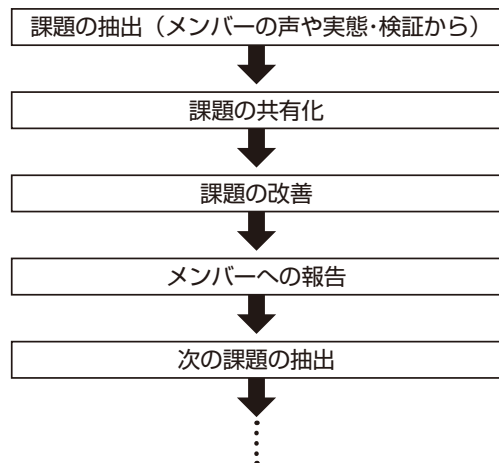 課題の抽出（メンバーの声や実態・検証から）
課題の共有化
課題の改善
メンバーへの報告
次の課題の抽出